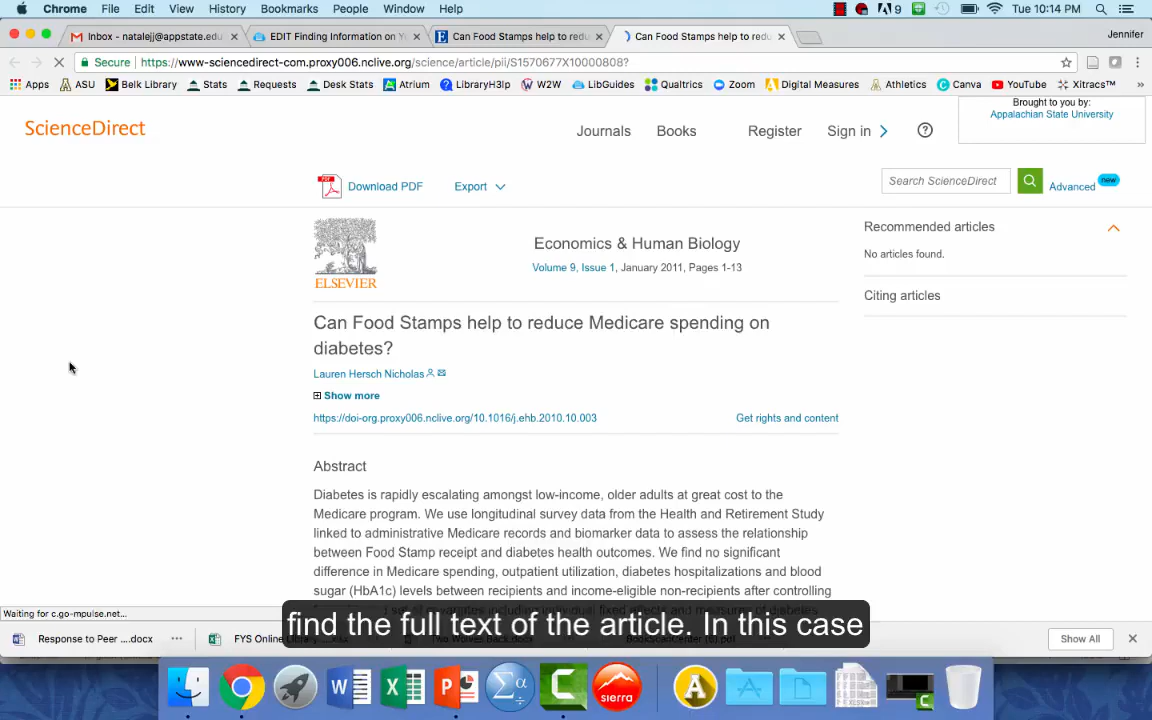 Chrome File Edit View History Bookmarks People Window Help 9 Tue 10:14 PM
Inbox - natalejj@appstate.edu
EDIT Finding Information on Y
Can Food Stamps help to redu
Can Food Stamps help to redu
Jennifer
Secure https://www-sciencedirect-com.proxy006.nclive.org/science/article/pii/S1570677X10000808?
Apps ASU Belk Library Stats Requests Desk Stats Atrium LibraryH3lp W2W LibGuides Qualtrics Zoom Digital Measures Athletics Canva YouTube Xitracs™ »
Brought to you by:
Appalachian State University
ScienceDirect
Journals Books Register Sign in
Download PDF Export
Search ScienceDirect
Advanced new
ELSEVIER
Economics & Human Biology
Volume 9, Issue 1, January 2011, Pages 1-13
Recommended articles
No articles found.
Citing articles
Can Food Stamps help to reduce Medicare spending on
diabetes?
Lauren Hersch Nicholas
Show more
https://doi-org.proxy006.nclive.org/10.1016/j.ehb.2010.10.003
Get rights and content
Abstract
Diabetes is rapidly escalating amongst low-income, older adults at great cost to the
Medicare program. We use longitudinal survey data from the Health and Retirement Study
linked to administrative Medicare records and biomarker data to assess the relationship
between Food Stamp receipt and diabetes health outcomes. We find no significant
difference in Medicare spending, outpatient utilization, diabetes hospitalizations and blood
sugar (HbA1c) levels between recipients and income-eligible non-recipients after controlling
Waiting for c.go-mpulse.net...
find the full text of the article. In this case
Response to Peer ....docx
FYS Online
Show All
sierra